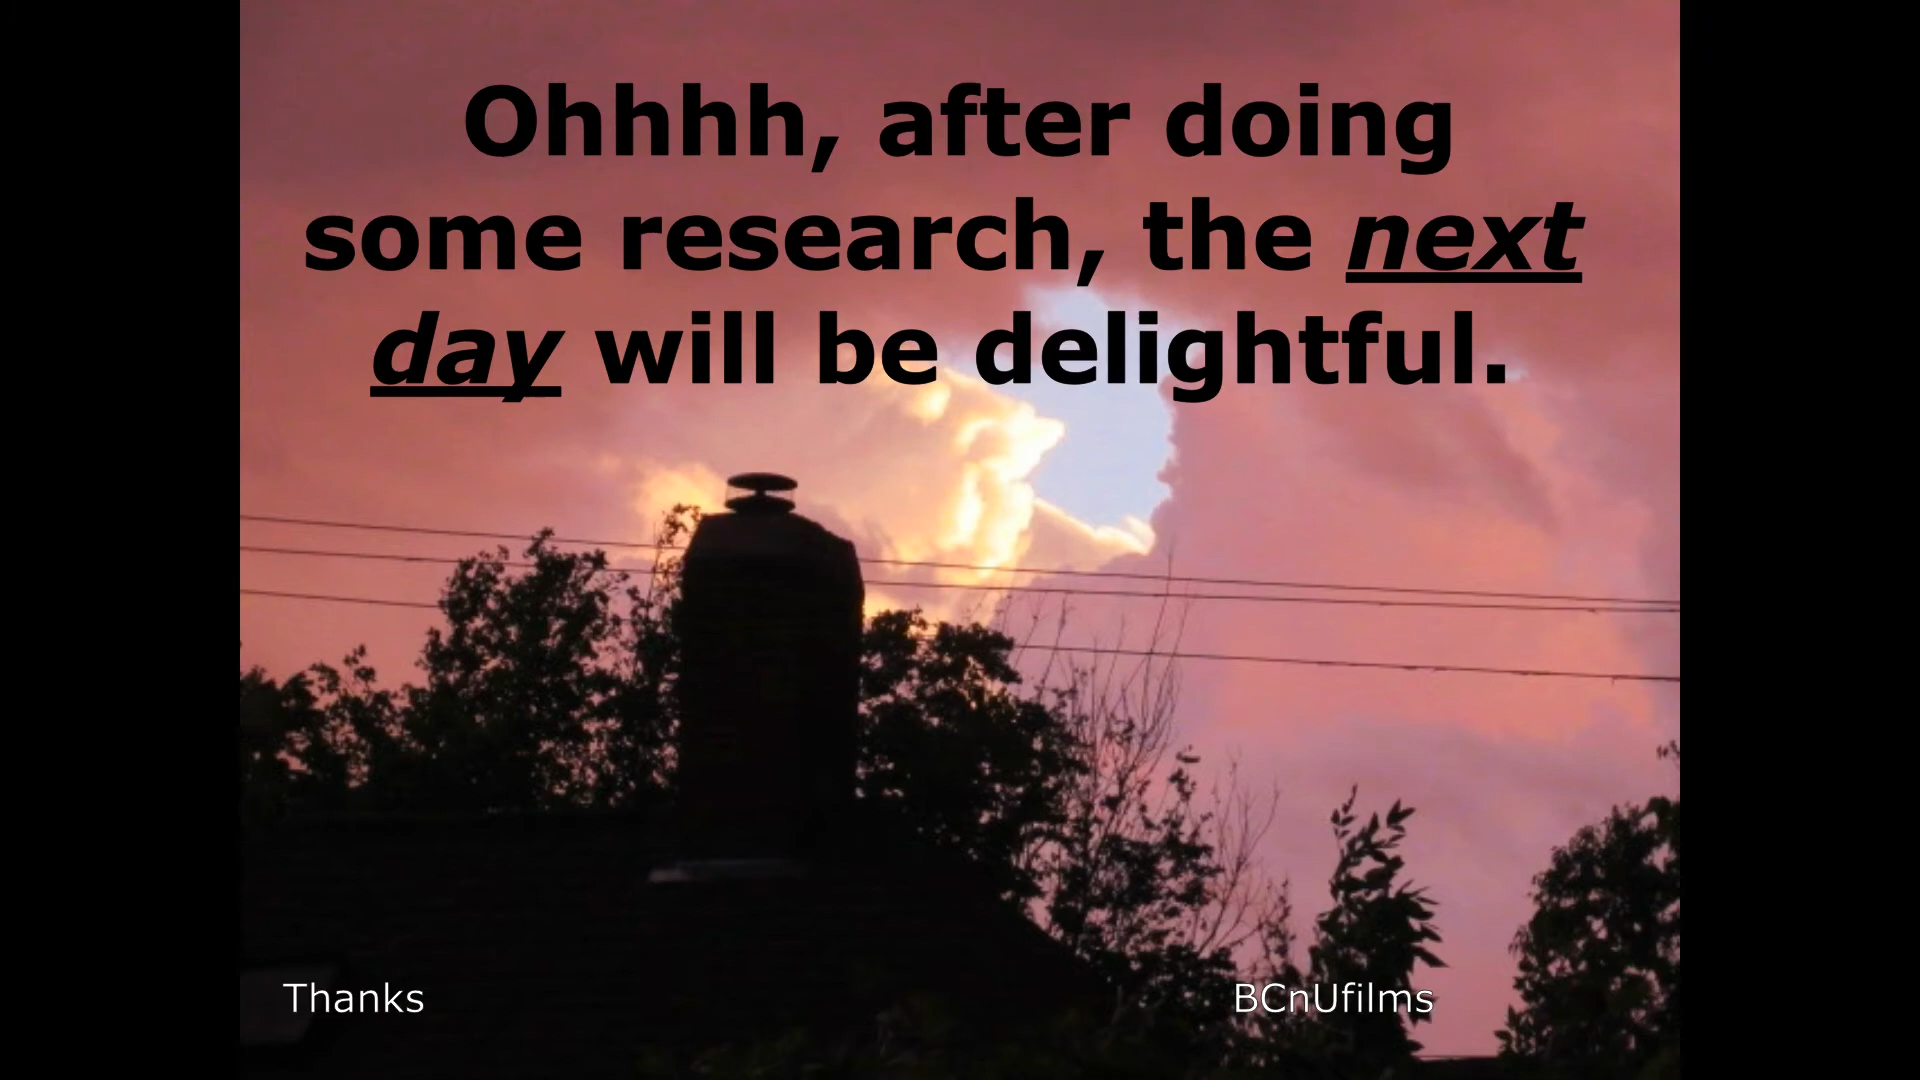 Ohhhh, after doing
some research, the next
day will be delightful.
Thanks
BCnUfilms